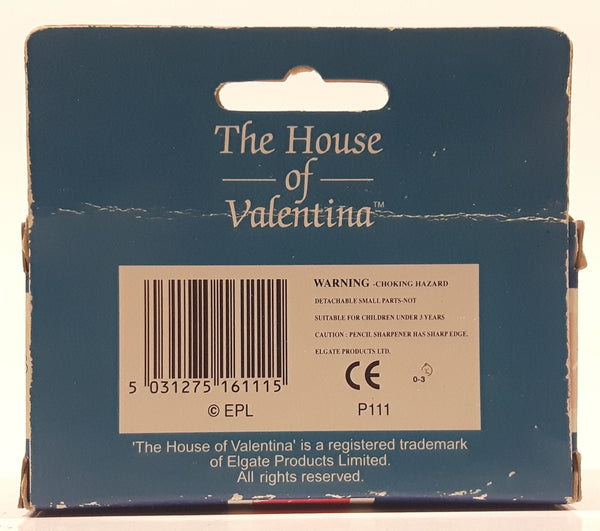 The House
of
Valentina™
WARNING -CHOKING HAZARD
DETACHABLE SMALL PARTS-NOT
SUITABLE FOR CHILDREN UNDER 3 YEARS
CAUTION : PENCIL SHARPENER HAS SHARP EDGE.
ELGATE PRODUCTS LTD.
CE
0-3
5 031275 161115
© EPL
P111
'The House of Valentina' is a registered trademark
of Elgate Products Limited.
All rights reserved.